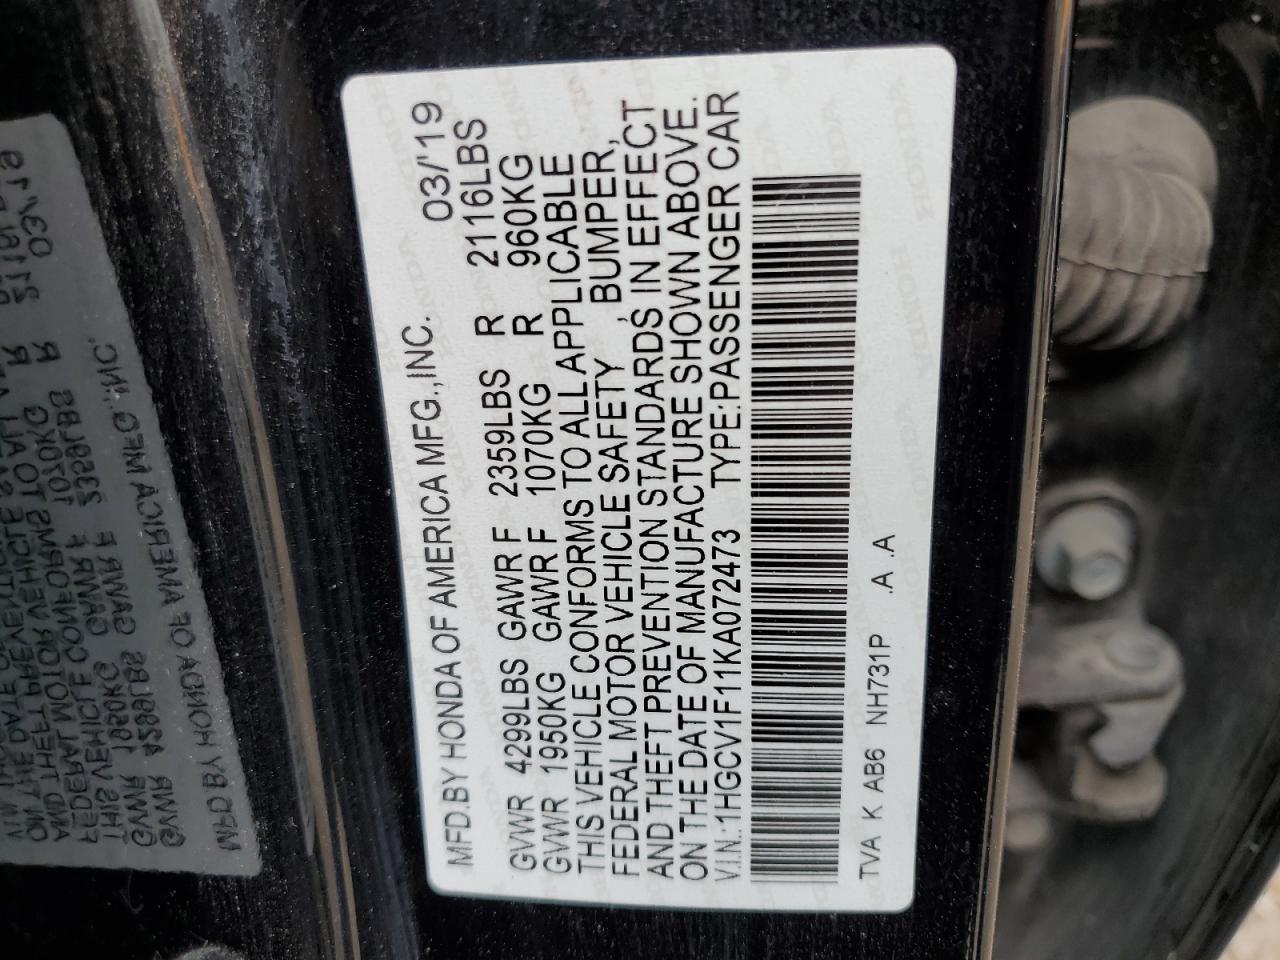 MFD.BY HONDA OF AMERICA MFG.,INC. 03/'19
GVWR 4299LBS GAWR F 2359LBS R 2116LBS
GVWR 1950KG GAWR F 1070KG R 960KG
THIS VEHICLE CONFORMS TO ALL APPLICABLE
FEDERAL MOTOR VEHICLE SAFETY, BUMPER,
AND THEFT PREVENTION STANDARDS IN EFFECT
ON THE DATE OF MANUFACTURE SHOWN ABOVE.
V.I.N.:1HGCV1F11KA072473 TYPE:PASSENGER CAR
TVA K AB6 NH731P .A .A